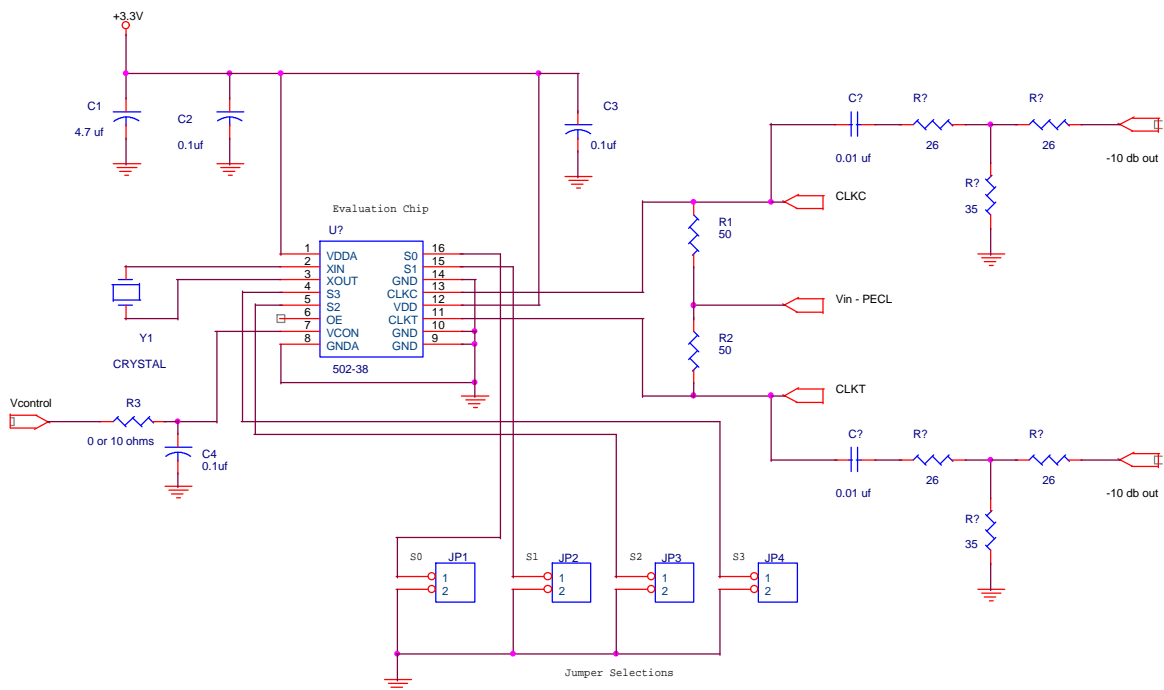 +3.3V
C1
4.7 uf
C2
0.1uf
C3
0.1uf
Evaluation Chip
U?
1 VDDA S0 16
2 XIN S1 15
3 XOUT GND 14
4 S3 CLKC 13
5 S2 VDD 12
6 OE CLKT 11
7 VCON GND 10
8 GNDA GND 9
502-38
Y1
CRYSTAL
Vcontrol
R3
0 or 10 ohms
C4
0.1uf
R1
50
R2
50
CLKC
Vin - PECL
CLKT
C?
0.01 uf
R?
26
R?
26
R?
35
-10 db out
C?
0.01 uf
R?
26
R?
26
R?
35
-10 db out
S0 JP1
1
2
S1 JP2
1
2
S2 JP3
1
2
S3 JP4
1
2
Jumper Selections